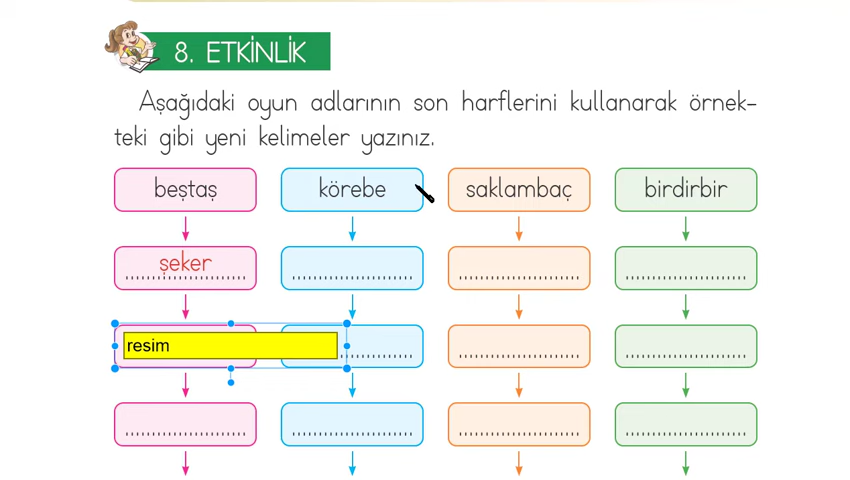 8. ETKİNLİK
Aşağıdaki oyun adlarının son harflerini kullanarak örnek-
teki gibi yeni kelimeler yazınız.
beştaş körebe saklambaç birdirbir
şeker
resim